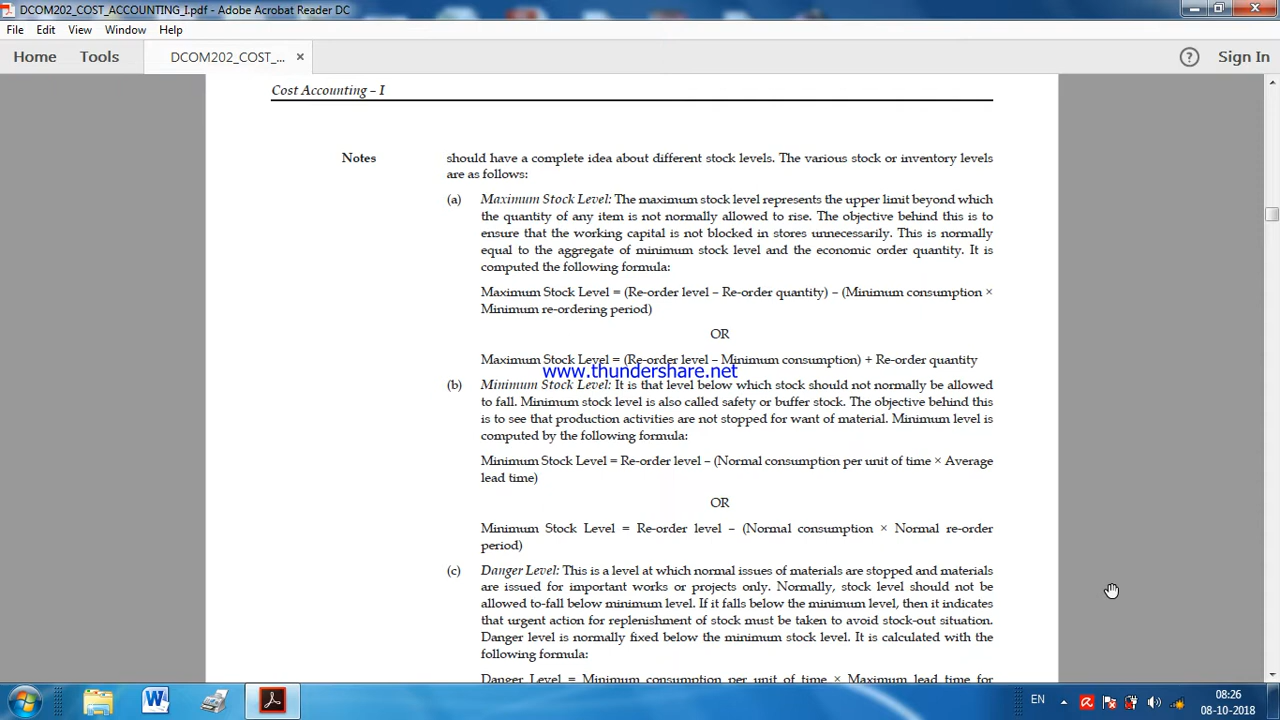 DCOM202_COST_ACCOUNTING_I.pdf - Adobe Acrobat Reader DC
File Edit View Window Help
Home Tools DCOM202_COST_... × ? Sign In
Cost Accounting – I
Notes
should have a complete idea about different stock levels. The various stock or inventory levels
are as follows:
(a) Maximum Stock Level: The maximum stock level represents the upper limit beyond which
the quantity of any item is not normally allowed to rise. The objective behind this is to
ensure that the working capital is not blocked in stores unnecessarily. This is normally
equal to the aggregate of minimum stock level and the economic order quantity. It is
computed the following formula:
Maximum Stock Level = (Re-order level – Re-order quantity) – (Minimum consumption ×
Minimum re-ordering period)
OR
Maximum Stock Level = (Re-order level – Minimum consumption) + Re-order quantity
www.thundershare.net
(b) Minimum Stock Level: It is that level below which stock should not normally be allowed
to fall. Minimum stock level is also called safety or buffer stock. The objective behind this
is to see that production activities are not stopped for want of material. Minimum level is
computed by the following formula:
Minimum Stock Level = Re-order level – (Normal consumption per unit of time × Average
lead time)
OR
Minimum Stock Level = Re-order level – (Normal consumption × Normal re-order
period)
(c) Danger Level: This is a level at which normal issues of materials are stopped and materials
are issued for important works or projects only. Normally, stock level should not be
allowed to-fall below minimum level. If it falls below the minimum level, then it indicates
that urgent action for replenishment of stock must be taken to avoid stock-out situation.
Danger level is normally fixed below the minimum stock level. It is calculated with the
following formula:
Danger Level = Minimum consumption per unit of time × Maximum lead time for
EN 08:26
08-10-2018